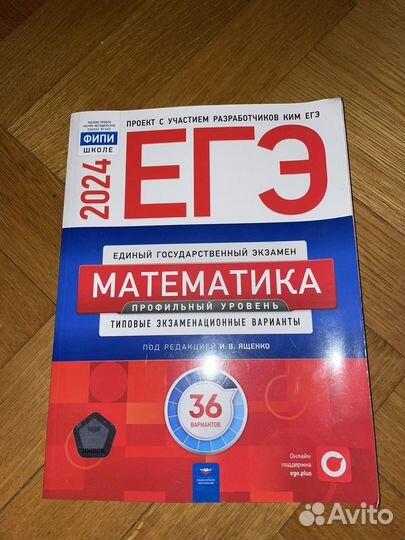 ПРОЕКТ С УЧАСТИЕМ РАЗРАБОТЧИКОВ КИМ ЕГЭ
ФИПИ
ШКОЛЕ
2024
ЕГЭ
ЕДИНЫЙ ГОСУДАРСТВЕННЫЙ ЭКЗАМЕН
МАТЕМАТИКА
ПРОФИЛЬНЫЙ УРОВЕНЬ
ТИПОВЫЕ ЭКЗАМЕНАЦИОННЫЕ ВАРИАНТЫ
ПОД РЕДАКЦИЕЙ И. В. ЯЩЕНКО
36
ВАРИАНТОВ
Онлайн
поддержка
ege.plus
Avito